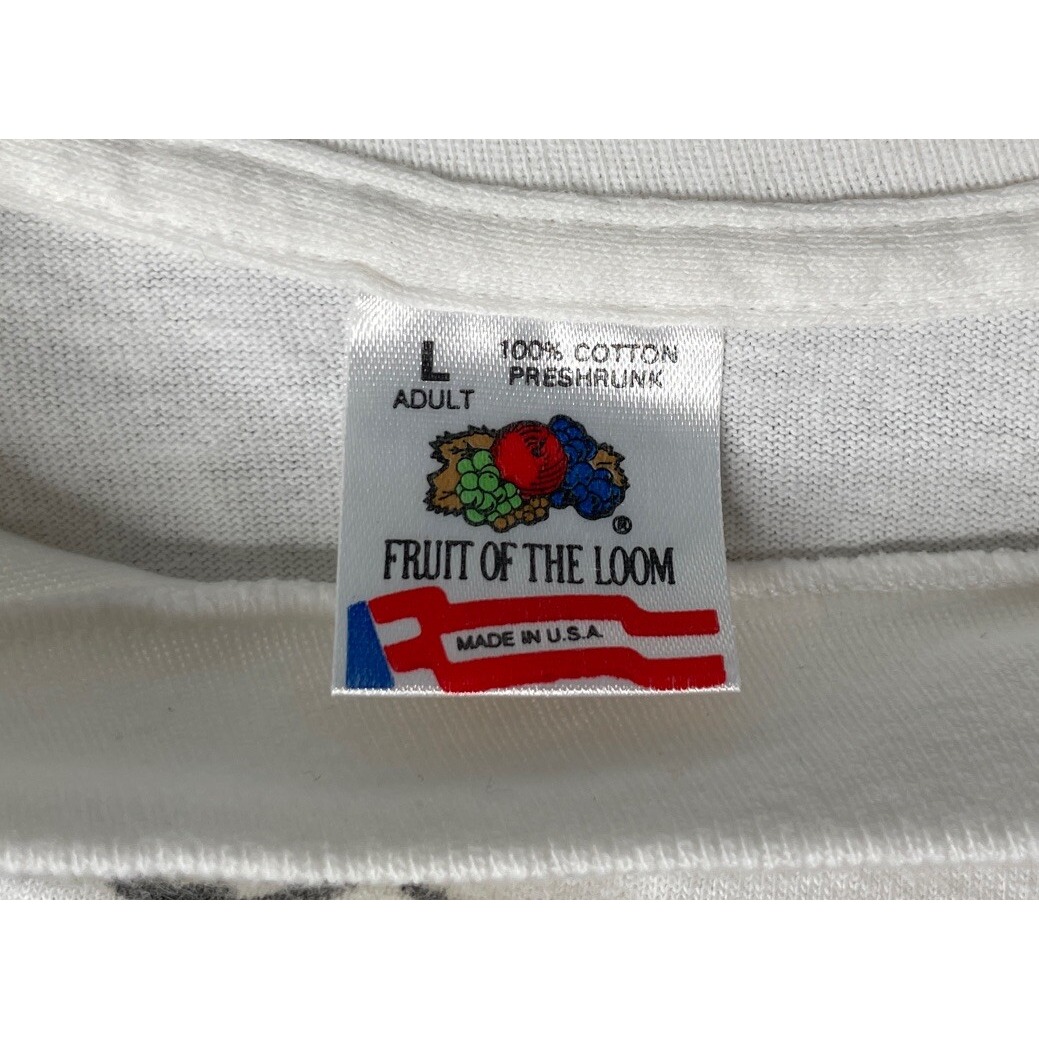 L 100% COTTON
ADULT PRESHRUNK
®
FRUIT OF THE LOOM
MADE IN U.S.A.